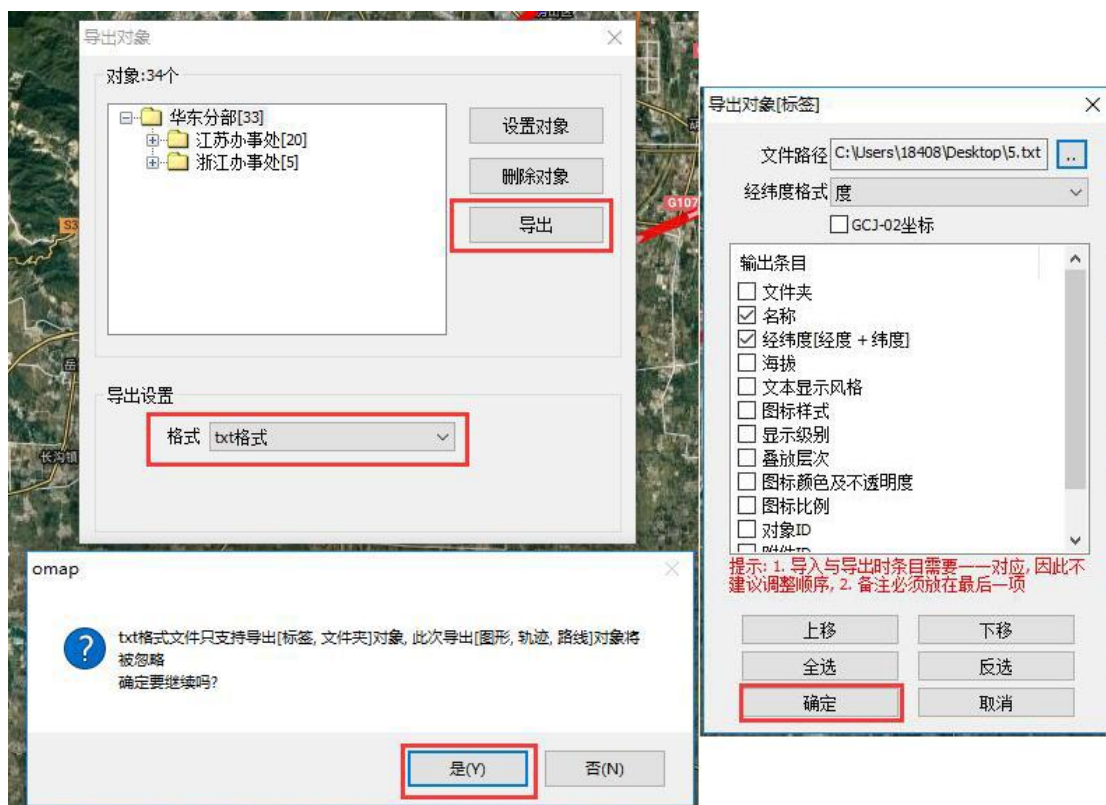 导出对象
对象:34个
华东分部[33]
江苏办事处[20]
浙江办事处[5]
设置对象
删除对象
导出
导出设置
格式 txt格式
G107
S3
岳
长沟镇
omap
txt格式文件只支持导出[标签, 文件夹]对象, 此次导出[图形, 轨迹, 路线]对象将
被忽略
确定要继续吗?
是(Y)
否(N)
导出对象[标签]
文件路径 C:\Users\18408\Desktop\5.txt ..
经纬度格式 度
GCJ-02坐标
输出条目
文件夹
名称
经纬度[经度 + 纬度]
海拔
文本显示风格
图标样式
显示级别
叠放层次
图标颜色及不透明度
图标比例
对象ID
附件ID
提示: 1. 导入与导出时条目需要一一对应, 因此不
建议调整顺序, 2. 备注必须放在最后一项
上移
下移
全选
反选
确定
取消